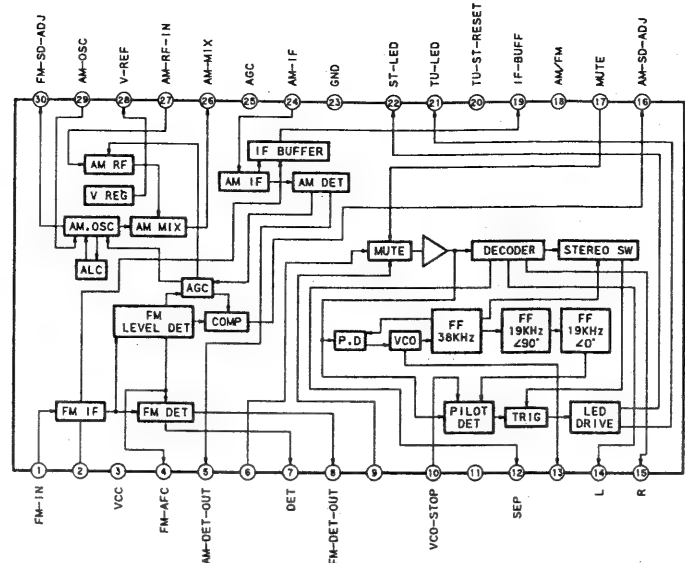 FM-SD-ADJ
AM-OSC
V-REF
AM-RF-IN
AM-MIX
AGC
AM-IF
GND
ST-LED
TU-LED
TU-ST-RESET
IF-BUFF
AM/FM
MUTE
AM-SD-ADJ
30
29
28
27
26
25
24
23
22
21
20
19
18
17
16
IF BUFFER
AM RF
AM IF
AM DET
V REG
AM.OSC
AM MIX
MUTE
DECODER
STEREO SW
ALC
AGC
FM
LEVEL DET
COMP
P.D
VCO
FF
38KHz
FF
19KHz
∠90°
FF
19KHz
∠0°
FM IF
FM DET
PILOT
DET
TRIG
LED
DRIVE
1
2
3
4
5
6
7
8
9
10
11
12
13
14
15
FM-IN
VCC
FM-AFC
AM-DET-OUT
DET
FM-DET-OUT
VCO-STOP
SEP
L
R